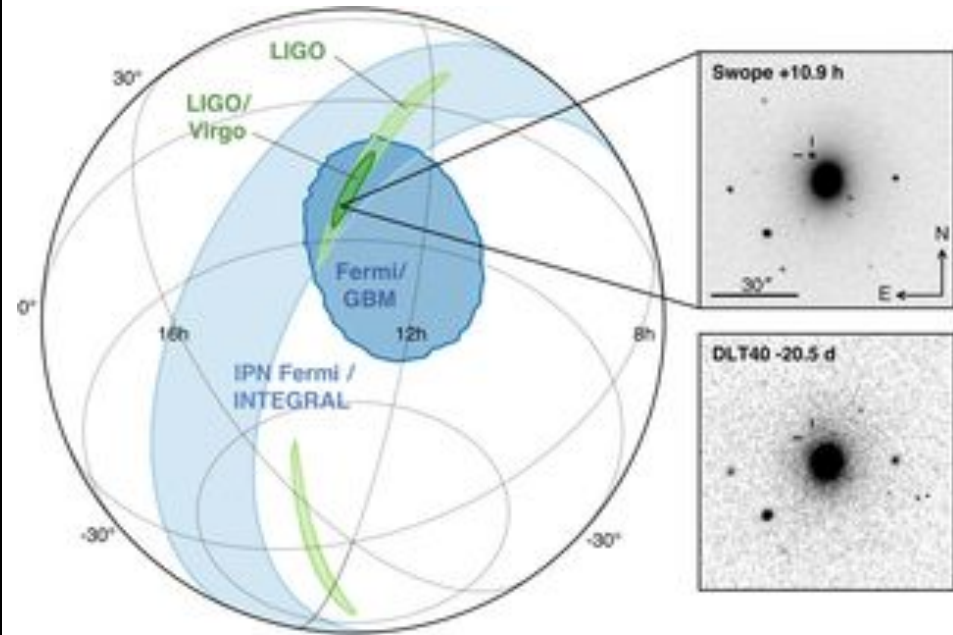 LIGO
LIGO/
Virgo
30°
Fermi/
GBM
0°
16h
12h
8h
IPN Fermi /
INTEGRAL
-30°
-30°
Swope +10.9 h
N
30"
E
DLT40 -20.5 d